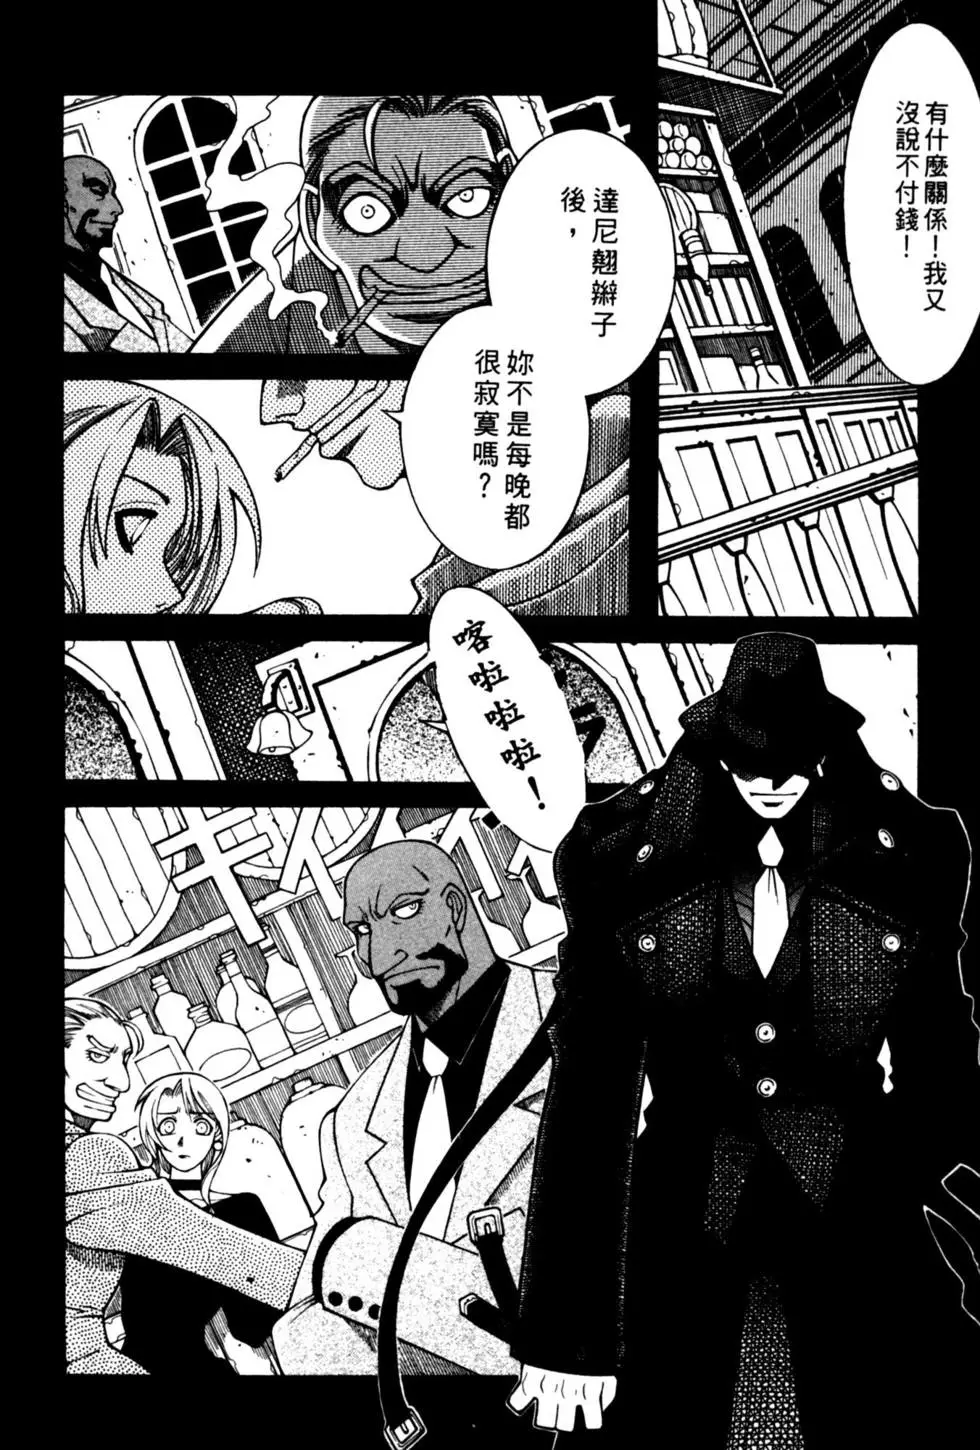 有什麼關係！我又
沒說不付錢！
達尼翹辮子
後，
妳不是每晚都
很寂寞嗎？
喀啦啦啦！